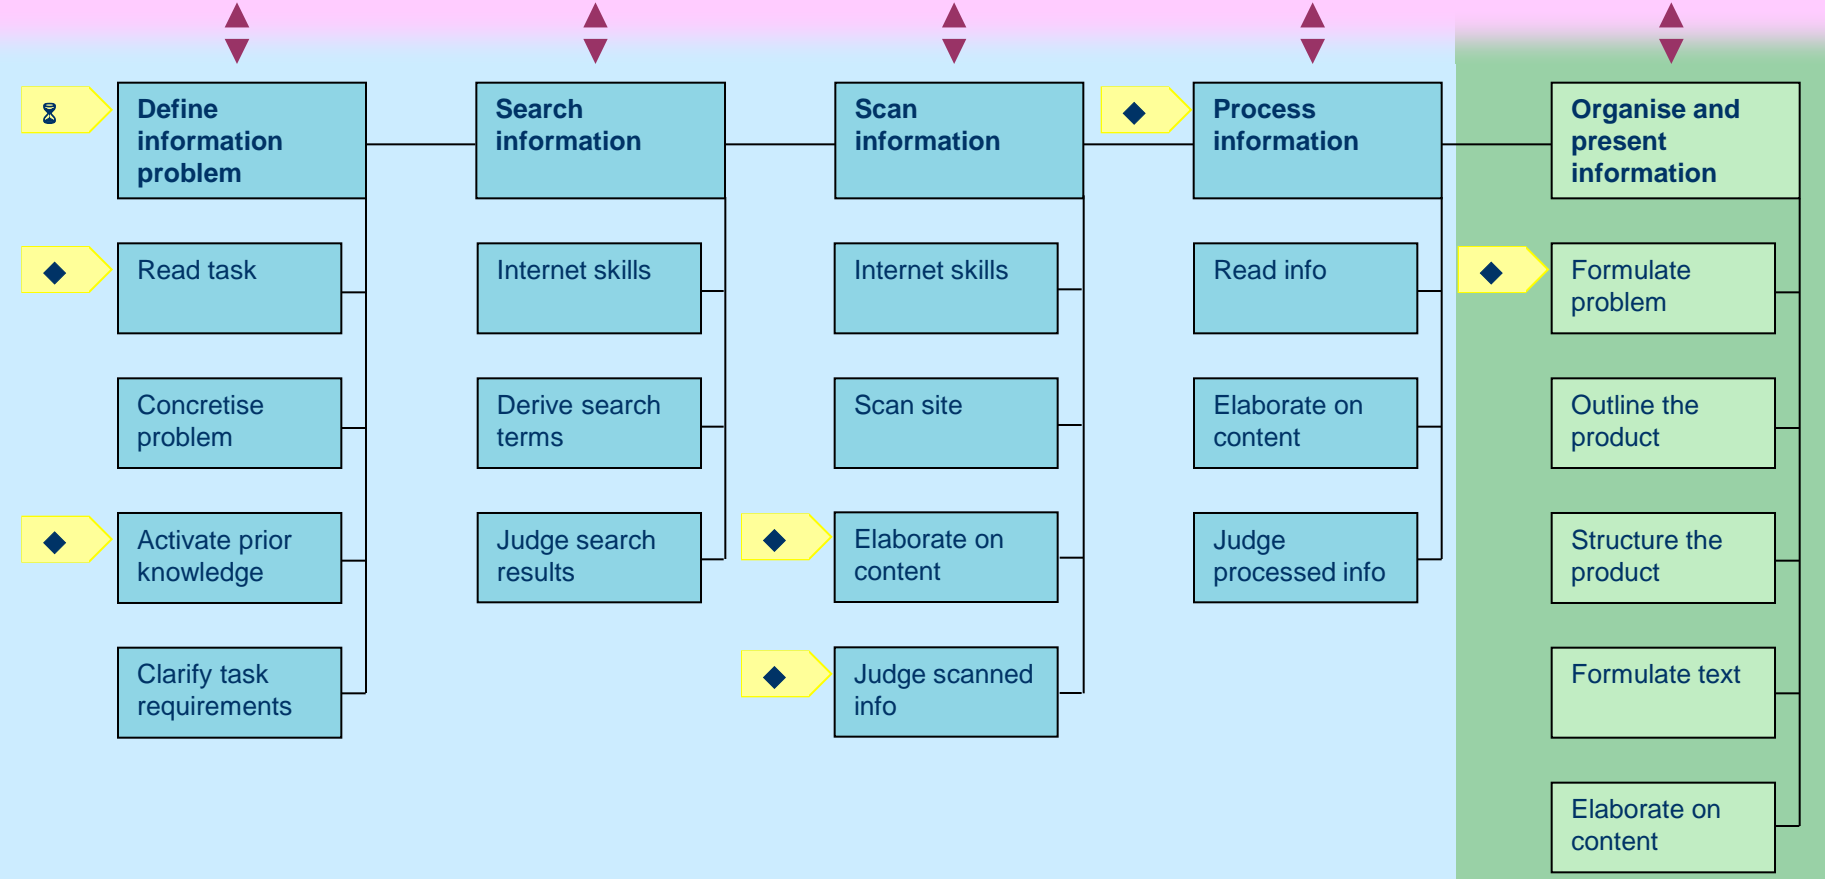 Define
information
problem
Read task
Concretise
problem
Activate prior
knowledge
Clarify task
requirements
Search
information
Internet skills
Derive search
terms
Judge search
results
Scan
information
Internet skills
Scan site
Elaborate on
content
Judge scanned
info
Process
information
Read info
Elaborate on
content
Judge
processed info
Organise and
present
information
Formulate
problem
Outline the
product
Structure the
product
Formulate text
Elaborate on
content